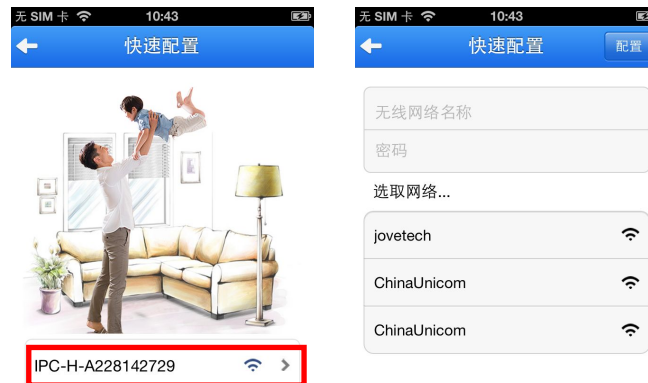 无 SIM 卡 10:43
快速配置
IPC-H-A228142729
无 SIM 卡 10:43
快速配置 配置
无线网络名称
密码
选取网络...
jovetech
ChinaUnicom
ChinaUnicom